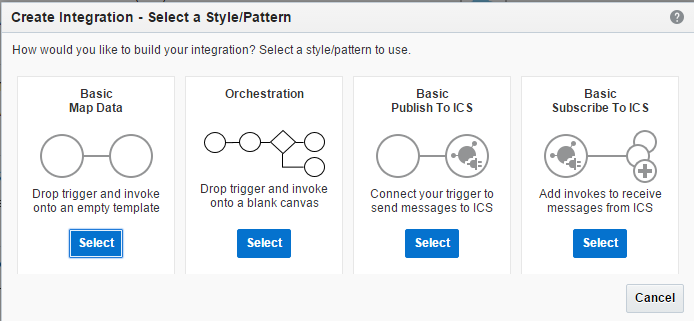 Create Integration - Select a Style/Pattern
?
How would you like to build your integration? Select a style/pattern to use.
Basic
Map Data
Drop trigger and invoke
onto an empty template
Select
Orchestration
Drop trigger and invoke
onto a blank canvas
Select
Basic
Publish To ICS
Connect your trigger to
send messages to ICS
Select
Basic
Subscribe To ICS
Add invokes to receive
messages from ICS
Select
Cancel